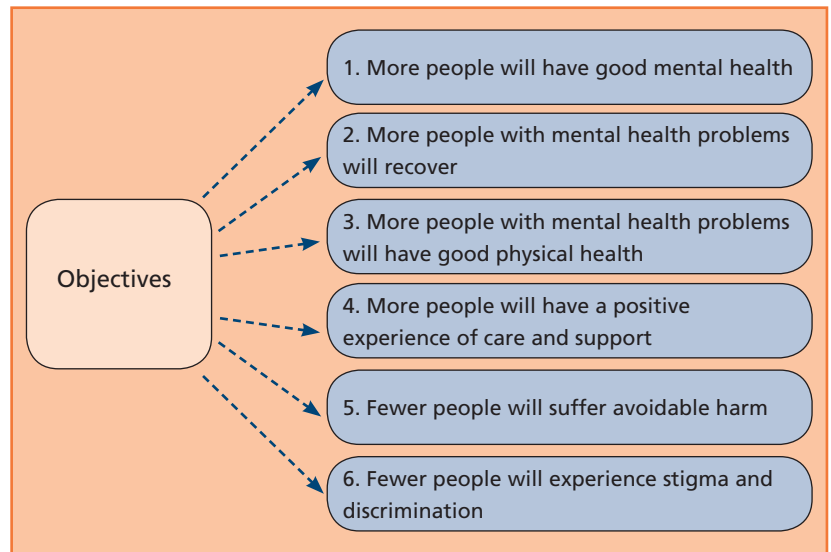 Objectives
1. More people will have good mental health
2. More people with mental health problems
will recover
3. More people with mental health problems
will have good physical health
4. More people will have a positive
experience of care and support
5. Fewer people will suffer avoidable harm
6. Fewer people will experience stigma and
discrimination